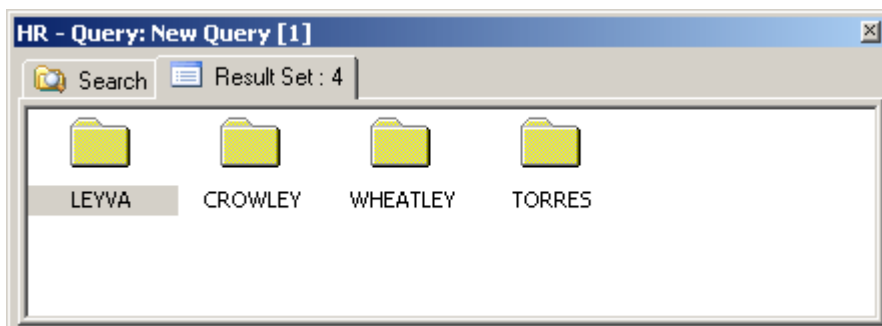 HR - Query: New Query [1]
Search Result Set : 4
LEYVA CROWLEY WHEATLEY TORRES